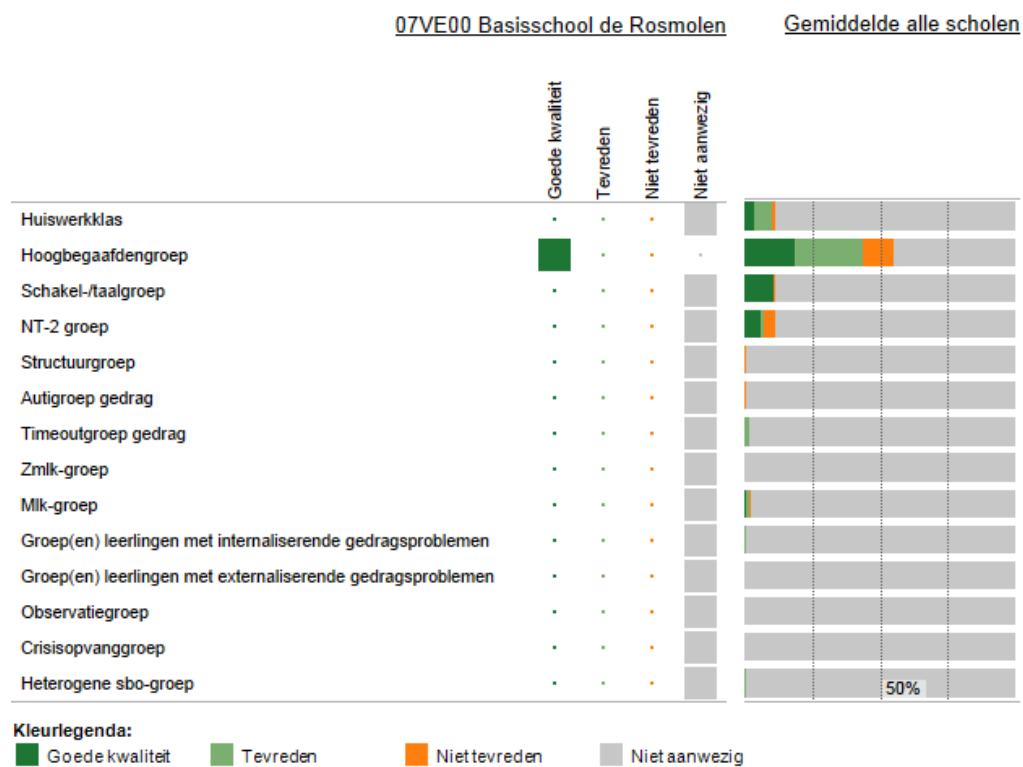 07VE00 Basisschool de Rosmolen
Gemiddelde alle scholen
Goede kwaliteit
Tevreden
Niet tevreden
Niet aanwezig
Huiswerkklas
Hoogbegaafdengroep
Schakel-/taalgroep
NT-2 groep
Structuurgroep
Autigroep gedrag
Timeoutgroep gedrag
Zmlk-groep
Mlk-groep
Groep(en) leerlingen met internaliserende gedragsproblemen
Groep(en) leerlingen met externaliserende gedragsproblemen
Observatiegroep
Crisisopvanggroep
Heterogene sbo-groep
50%
Kleurlegenda:
Goede kwaliteit
Tevreden
Niet tevreden
Niet aanwezig